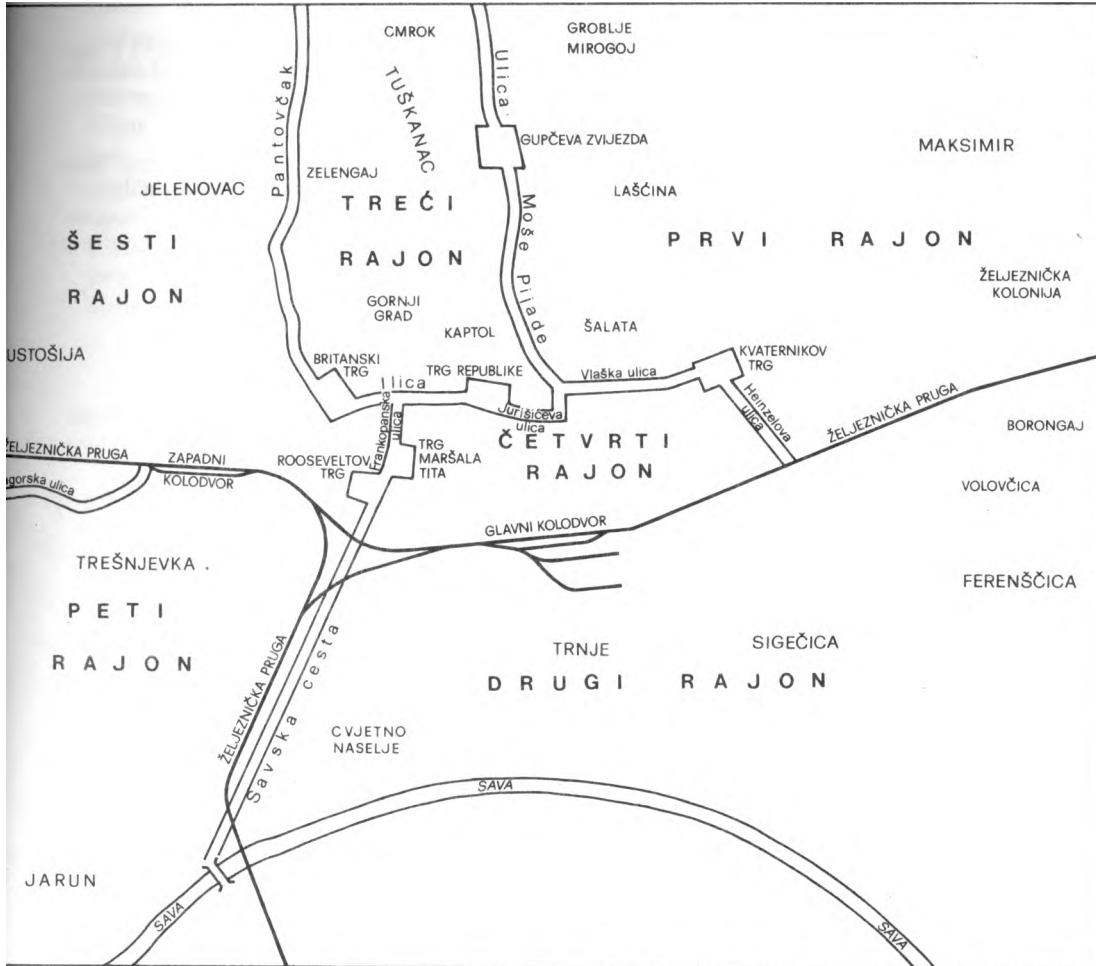 CMROK
GROBLJE
MIROGOJ
TUŠKANAC
Ulica
Pantovčak
GUPČEVA ZVIJEZDA
MAKSIMIR
ZELENGAJ
JELENOVAC
LAŠĆINA
TREĆI
RAJON
Moše Pijade
ŠESTI
RAJON
PRVI RAJON
ŽELJEZNIČKA
KOLONIJA
GORNJI
GRAD
KAPTOL
ŠALATA
USTOŠIJA
BRITANSKI
TRG
Ilica
TRG REPUBLIKE
Vlaška ulica
KVATERNIKOV
TRG
Jurišićeva
ulica
Frankopanska
ulica
Heinzelova
ulica
ŽELJEZNIČKA PRUGA
BORONGAJ
ČETVRTI
RAJON
TRG
MARŠALA
TITA
ROOSEVELTOV
TRG
ŽELJEZNIČKA PRUGA
ZAPADNI
KOLODVOR
agorska ulica
VOLOVČICA
GLAVNI KOLODVOR
TREŠNJEVKA
FERENŠČICA
PETI
RAJON
ŽELJEZNIČKA PRUGA
Savska cesta
TRNJE
SIGEČICA
DRUGI RAJON
CVJETNO
NASELJE
SAVA
JARUN
SAVA
SAVA